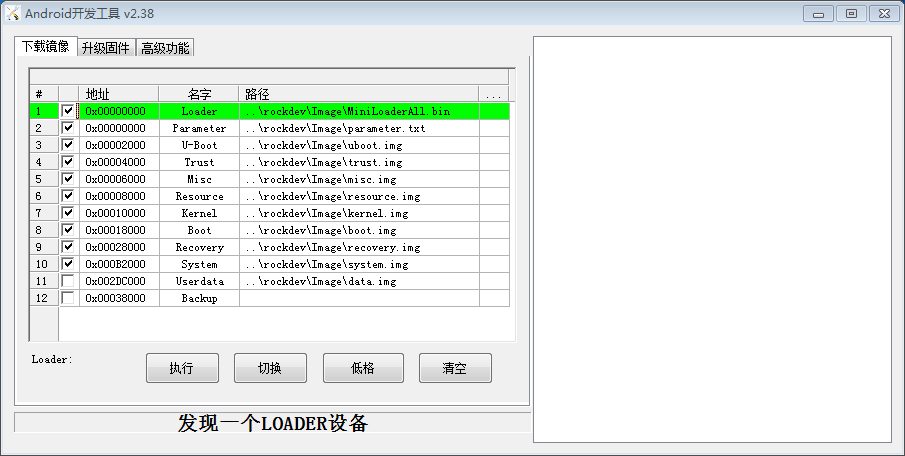 Android开发工具 v2.38
下载镜像 升级固件 高级功能
# 地址 名字 路径 ...
1 0x00000000 Loader ..\rockdev\Image\MiniLoaderAll.bin
2 0x00000000 Parameter ..\rockdev\Image\parameter.txt
3 0x00002000 U-Boot ..\rockdev\Image\uboot.img
4 0x00004000 Trust ..\rockdev\Image\trust.img
5 0x00006000 Misc ..\rockdev\Image\misc.img
6 0x00008000 Resource ..\rockdev\Image\resource.img
7 0x00010000 Kernel ..\rockdev\Image\kernel.img
8 0x00018000 Boot ..\rockdev\Image\boot.img
9 0x00028000 Recovery ..\rockdev\Image\recovery.img
10 0x000B2000 System ..\rockdev\Image\system.img
11 0x002DC000 Userdata ..\rockdev\Image\data.img
12 0x00038000 Backup
Loader: 执行 切换 低格 清空
发现一个LOADER设备